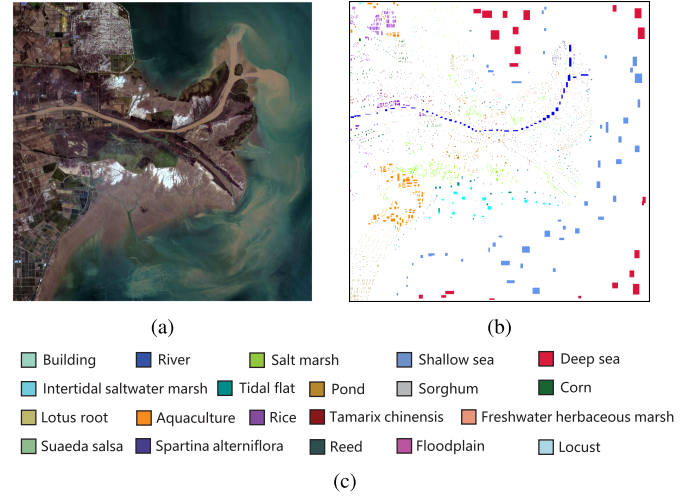 (a) (b)
Building River Salt marsh Shallow sea Deep sea
Intertidal saltwater marsh Tidal flat Pond Sorghum Corn
Lotus root Aquaculture Rice Tamarix chinensis Freshwater herbaceous marsh
Suaeda salsa Spartina alterniflora Reed Floodplain Locust
(c)